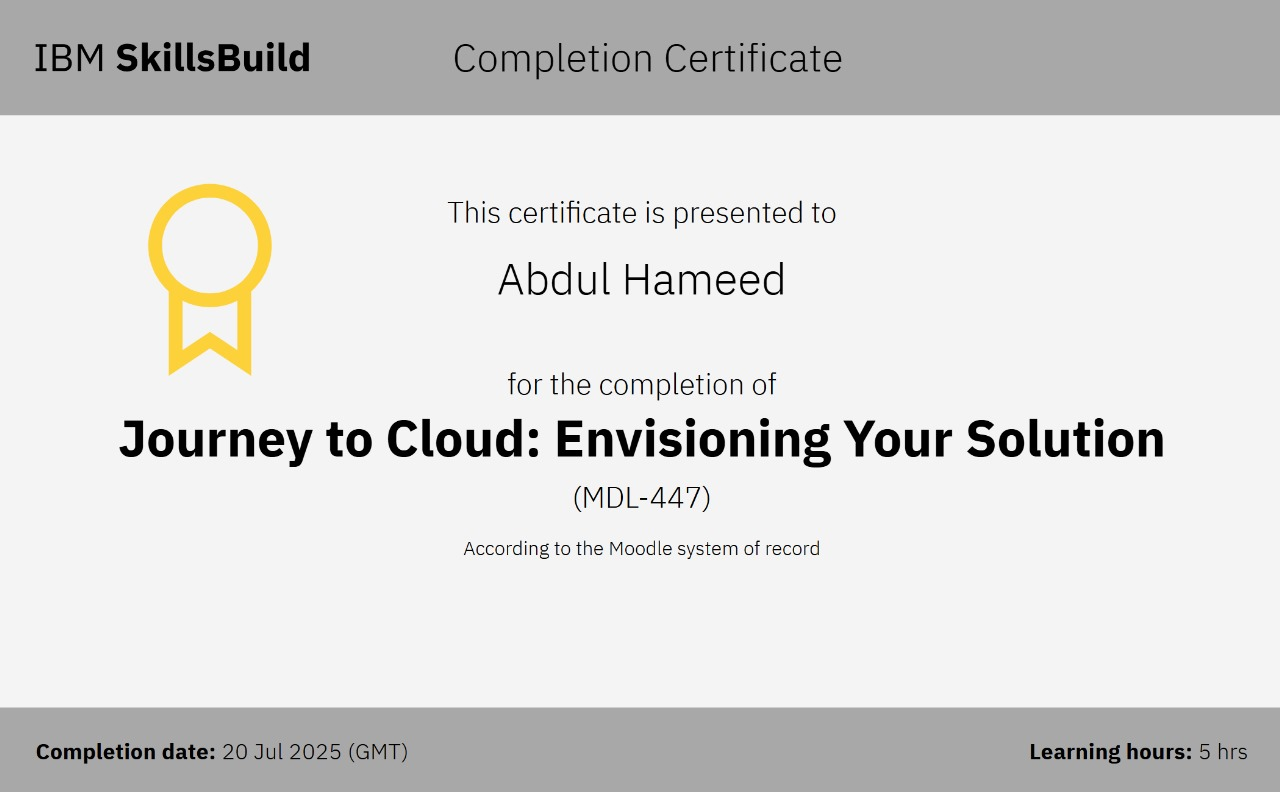 IBM SkillsBuild
Completion Certificate
This certificate is presented to
Abdul Hameed
for the completion of
Journey to Cloud: Envisioning Your Solution
(MDL-447)
According to the Moodle system of record
Completion date: 20 Jul 2025 (GMT)
Learning hours: 5 hrs